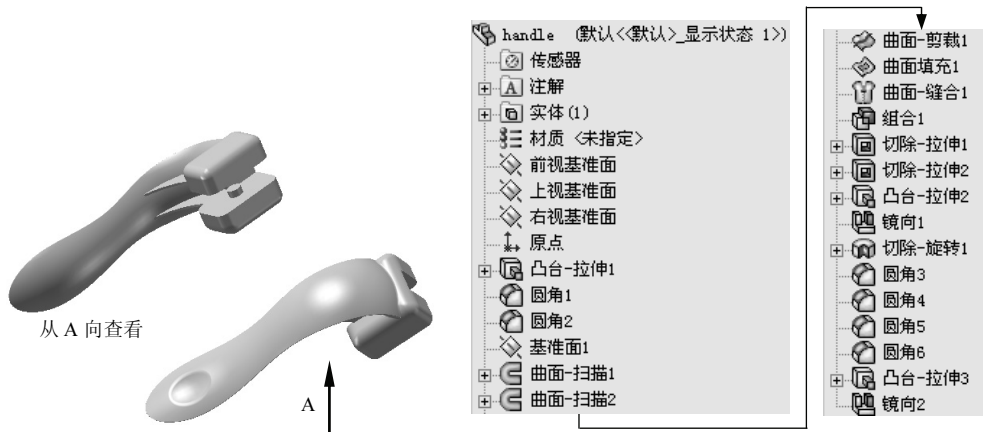 从 A 向查看
A
handle (默认<<默认>_显示状态 1>)
传感器
A 注解
实体(1)
材质 <未指定>
前视基准面
上视基准面
右视基准面
原点
凸台-拉伸1
圆角1
圆角2
基准面1
曲面-扫描1
曲面-扫描2
曲面-剪裁1
曲面填充1
曲面-缝合1
组合1
切除-拉伸1
切除-拉伸2
凸台-拉伸2
镜向1
切除-旋转1
圆角3
圆角4
圆角5
圆角6
凸台-拉伸3
镜向2